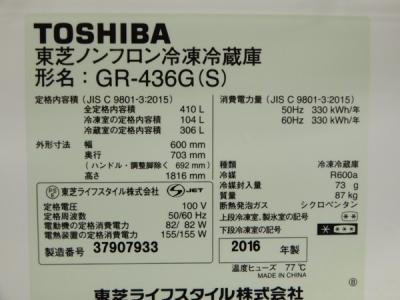 TOSHIBA
東芝ノンフロン冷凍冷蔵庫
形名：GR-436G(S)
定格内容積 (JIS C 9801-3:2015)
全定格内容積 410 L
冷凍室の定格内容積 104 L
冷蔵室の定格内容積 306 L
外形寸法 幅 600 mm
奥行 703 mm
(ハンドル・調整脚除く 692 mm)
高さ 1816 mm
消費電力量 (JIS C 9801-3:2015)
50Hz 330 kWh/年
60Hz 330 kWh/年
東芝ライフスタイル株式会社 JET
定格電圧 100 V
定格周波数 50/60 Hz
電動機の定格消費電力 82/ 82 W
電熱装置の定格消費電力 155/155 W
製造番号 37907933
種類 冷凍冷蔵庫
冷媒 R600a
冷媒封入量 73 g
質量 87 kg
断熱発泡ガス シクロペンタン
上段冷凍室、製氷室の記号
下段冷凍室の記号
2016 年製
温度ヒューズ 77℃
MADE IN CHINA
東芝ライフスタイル株式会社
B